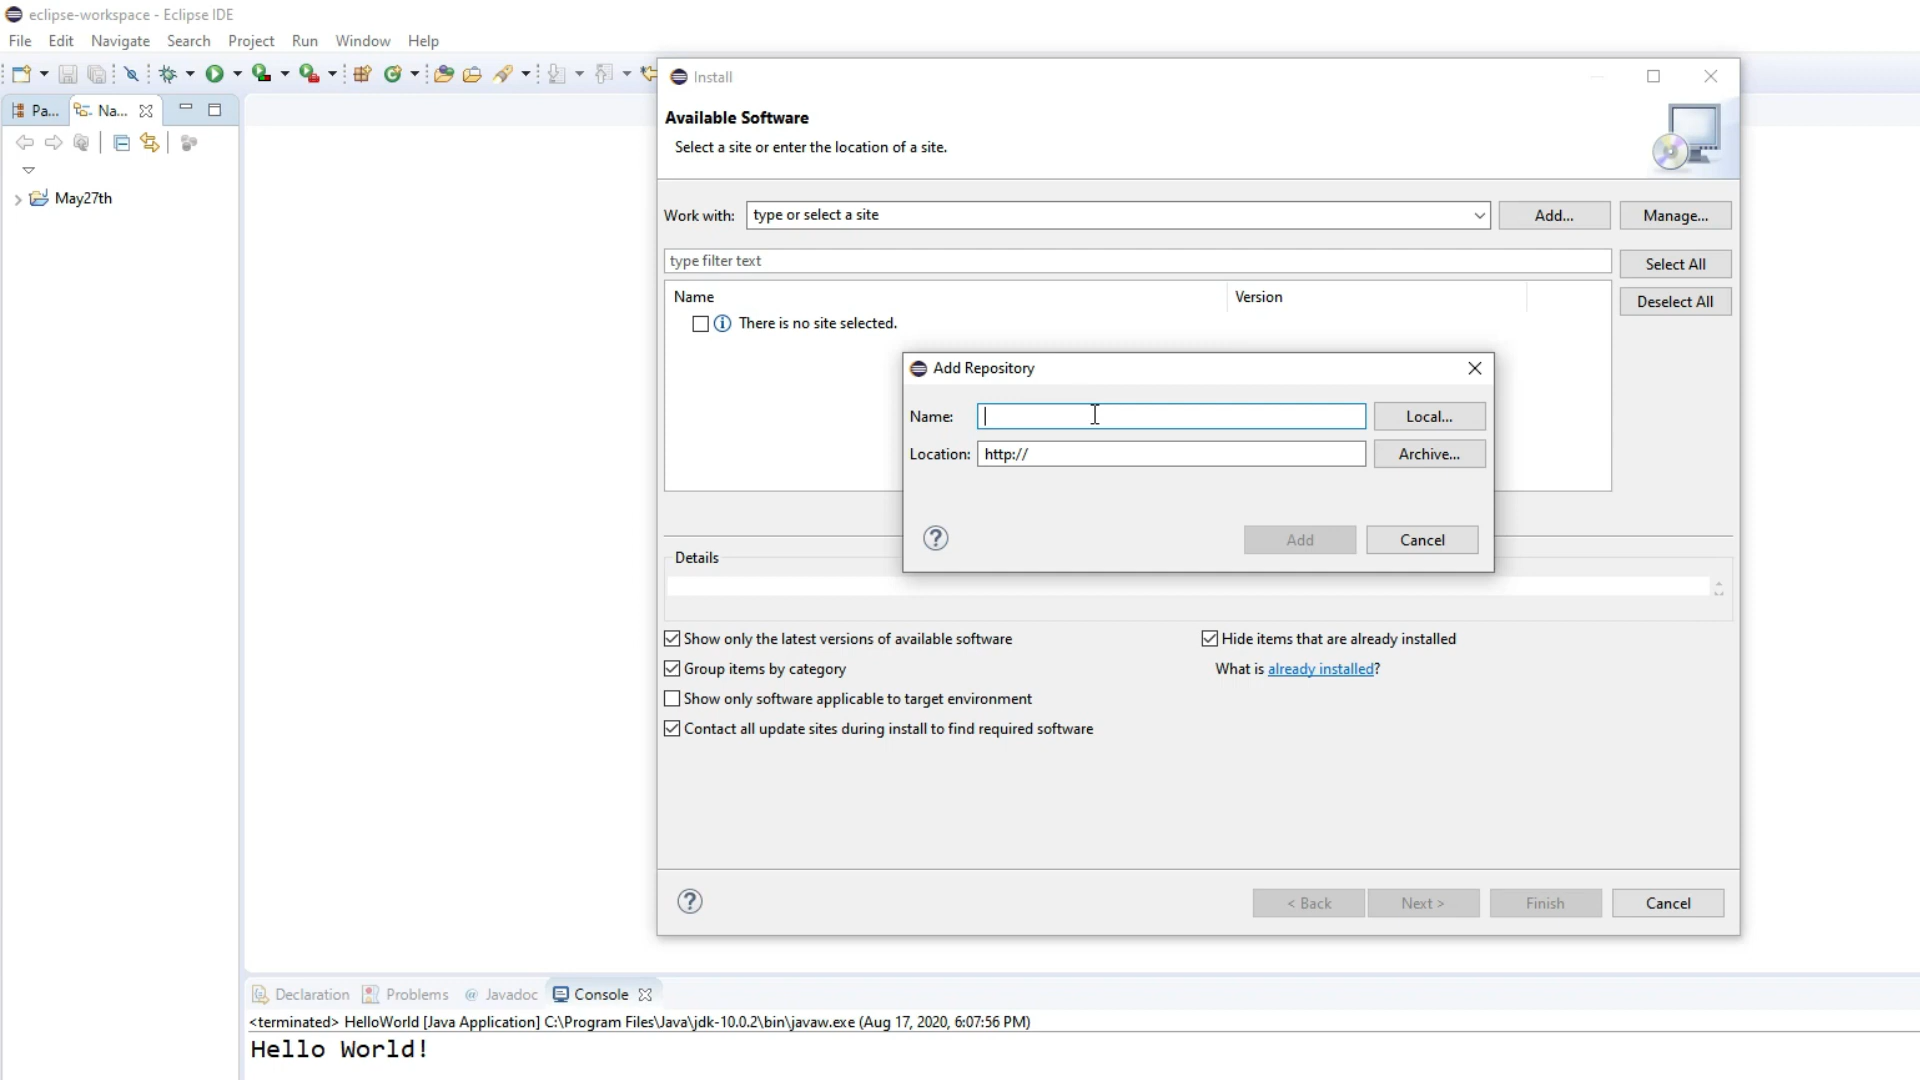 eclipse-workspace - Eclipse IDE
File Edit Navigate Search Project Run Window Help
Pa... Na...
May27th
Install
Available Software
Select a site or enter the location of a site.
Work with: type or select a site Add... Manage...
type filter text Select All
Name Version Deselect All
There is no site selected.
Add Repository
Name: Local...
Location: http:// Archive...
? Add Cancel
Details
Show only the latest versions of available software Hide items that are already installed
Group items by category What is already installed?
Show only software applicable to target environment
Contact all update sites during install to find required software
? < Back Next > Finish Cancel
Declaration Problems @ Javadoc Console
<terminated> HelloWorld [Java Application] C:\Program Files\Java\jdk-10.0.2\bin\javaw.exe (Aug 17, 2020, 6:07:56 PM)
Hello World!